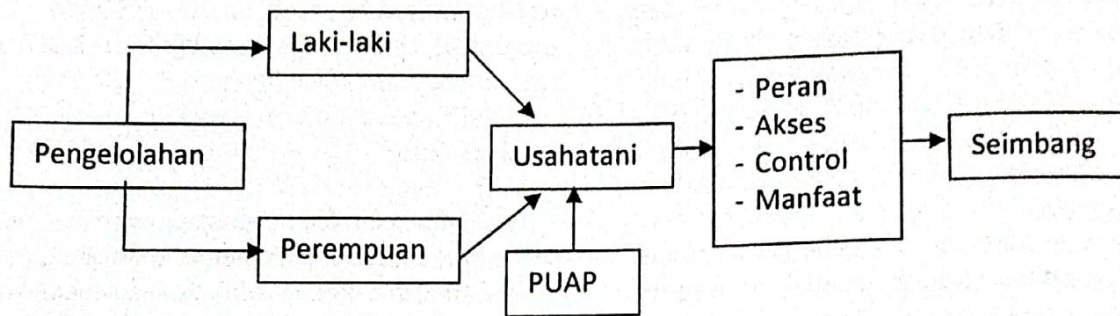 Laki-laki
Pengelolahan
Perempuan
Usahatani
PUAP
- Peran
- Akses
- Control
- Manfaat
Seimbang